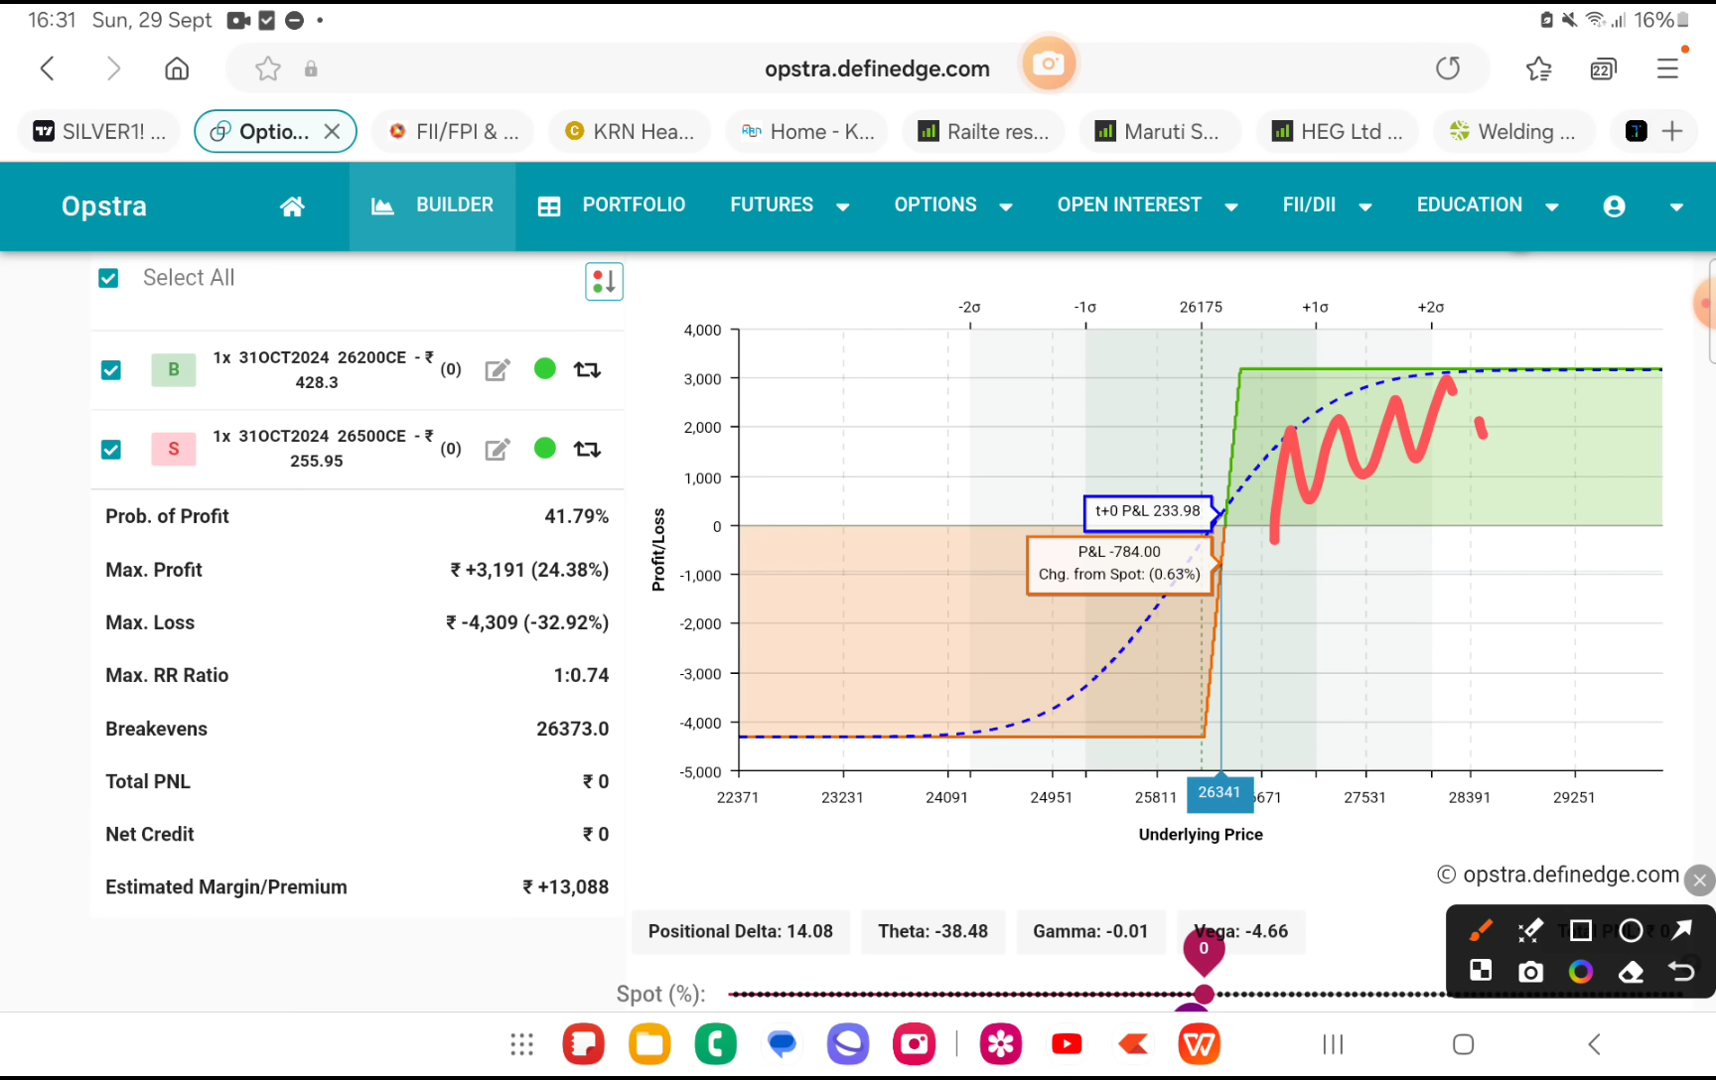 16:31 Sun, 29 Sept
16%
opstra.definedge.com
22
SILVER1! ...
Optio...
FII/FPI & ...
KRN Hea...
Home - K...
Railte res...
Maruti S...
HEG Ltd ...
Welding ...
Opstra
BUILDER
PORTFOLIO
FUTURES
OPTIONS
OPEN INTEREST
FII/DII
EDUCATION
Select All
B
1x 31OCT2024 26200CE - ₹
428.3
(0)
S
1x 31OCT2024 26500CE - ₹
255.95
(0)
Prob. of Profit 41.79%
Max. Profit ₹ +3,191 (24.38%)
Max. Loss ₹ -4,309 (-32.92%)
Max. RR Ratio 1:0.74
Breakevens 26373.0
Total PNL ₹ 0
Net Credit ₹ 0
Estimated Margin/Premium ₹ +13,088
-2σ -1σ 26175 +1σ +2σ
4,000
3,000
2,000
1,000
0
-1,000
-2,000
-3,000
-4,000
-5,000
Profit/Loss
t+0 P&L 233.98
P&L -784.00
Chg. from Spot: (0.63%)
22371 23231 24091 24951 25811 26341 6671 27531 28391 29251
Underlying Price
© opstra.definedge.com
Positional Delta: 14.08
Theta: -38.48
Gamma: -0.01
Vega: -4.66
Total PNL: ₹ 0
0
Spot (%):